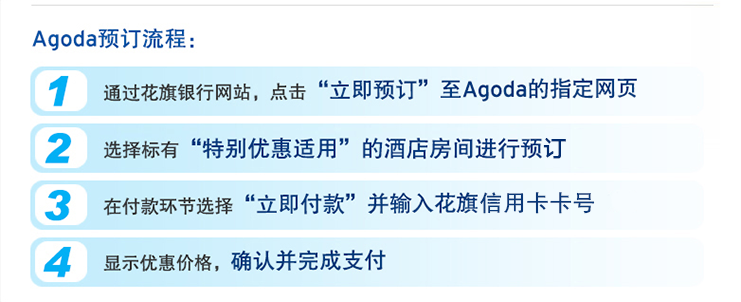 Agoda预订流程：
1 通过花旗银行网站，点击“立即预订”至Agoda的指定网页
2 选择标有“特别优惠适用”的酒店房间进行预订
3 在付款环节选择“立即付款”并输入花旗信用卡卡号
4 显示优惠价格，确认并完成支付